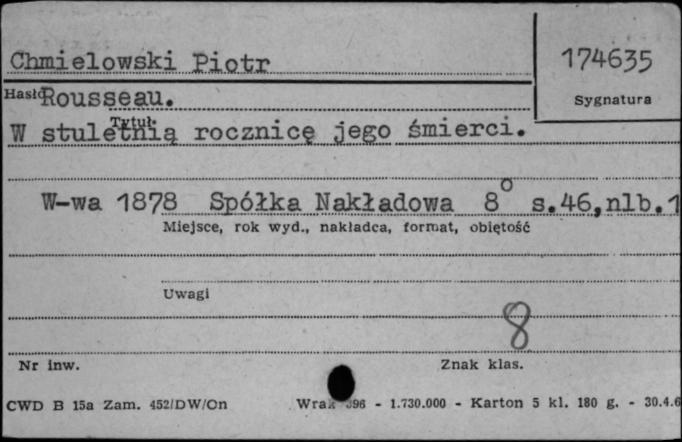 Chmielowski Piotr
174635
Sygnatura
Hasło Rousseau.
Tytuł:
W stuletnią rocznicę jego śmierci.
W-wa 1878 Spółka Nakładowa 8° s.46,nlb.1
Miejsce, rok wyd., nakładca, format, objętość
Uwagi
8
Nr inw.
Znak klas.
CWD B 15a Zam. 452/DW/On 396 - 1.730.000 - Karton 5 kl. 180 g. - 30.4.6